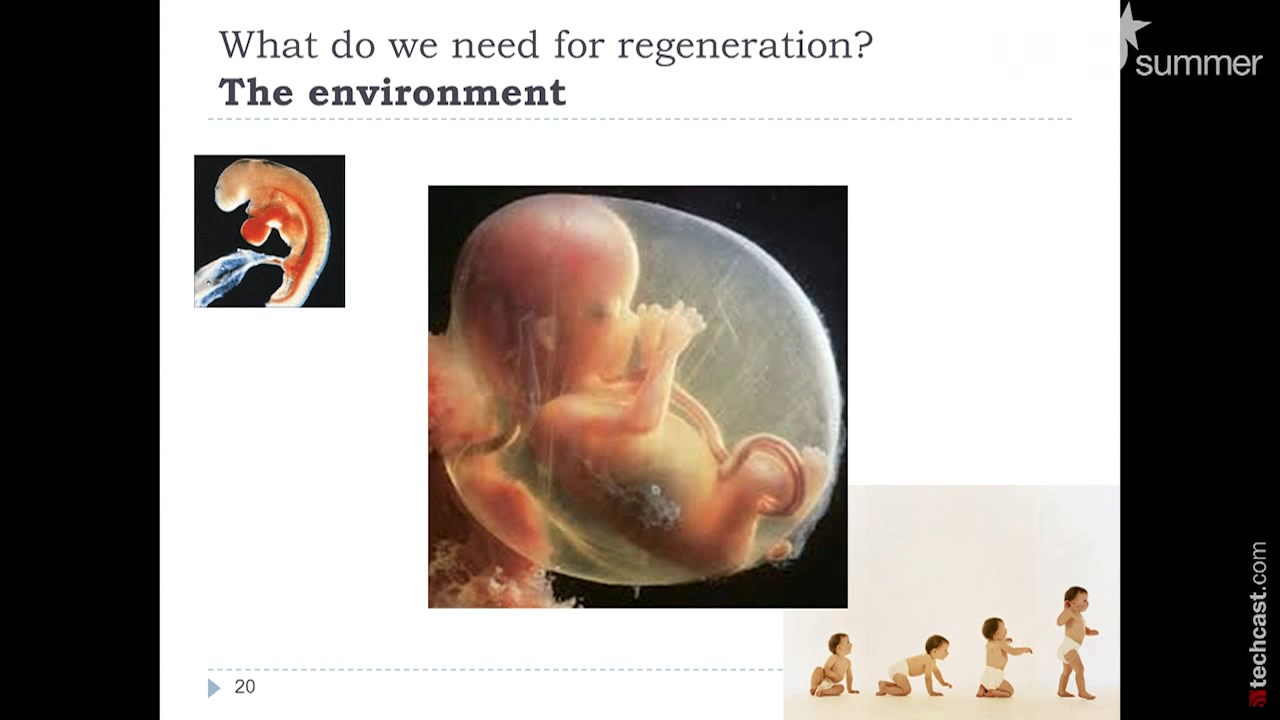 What do we need for regeneration?
The environment
summer
techcast.com
20